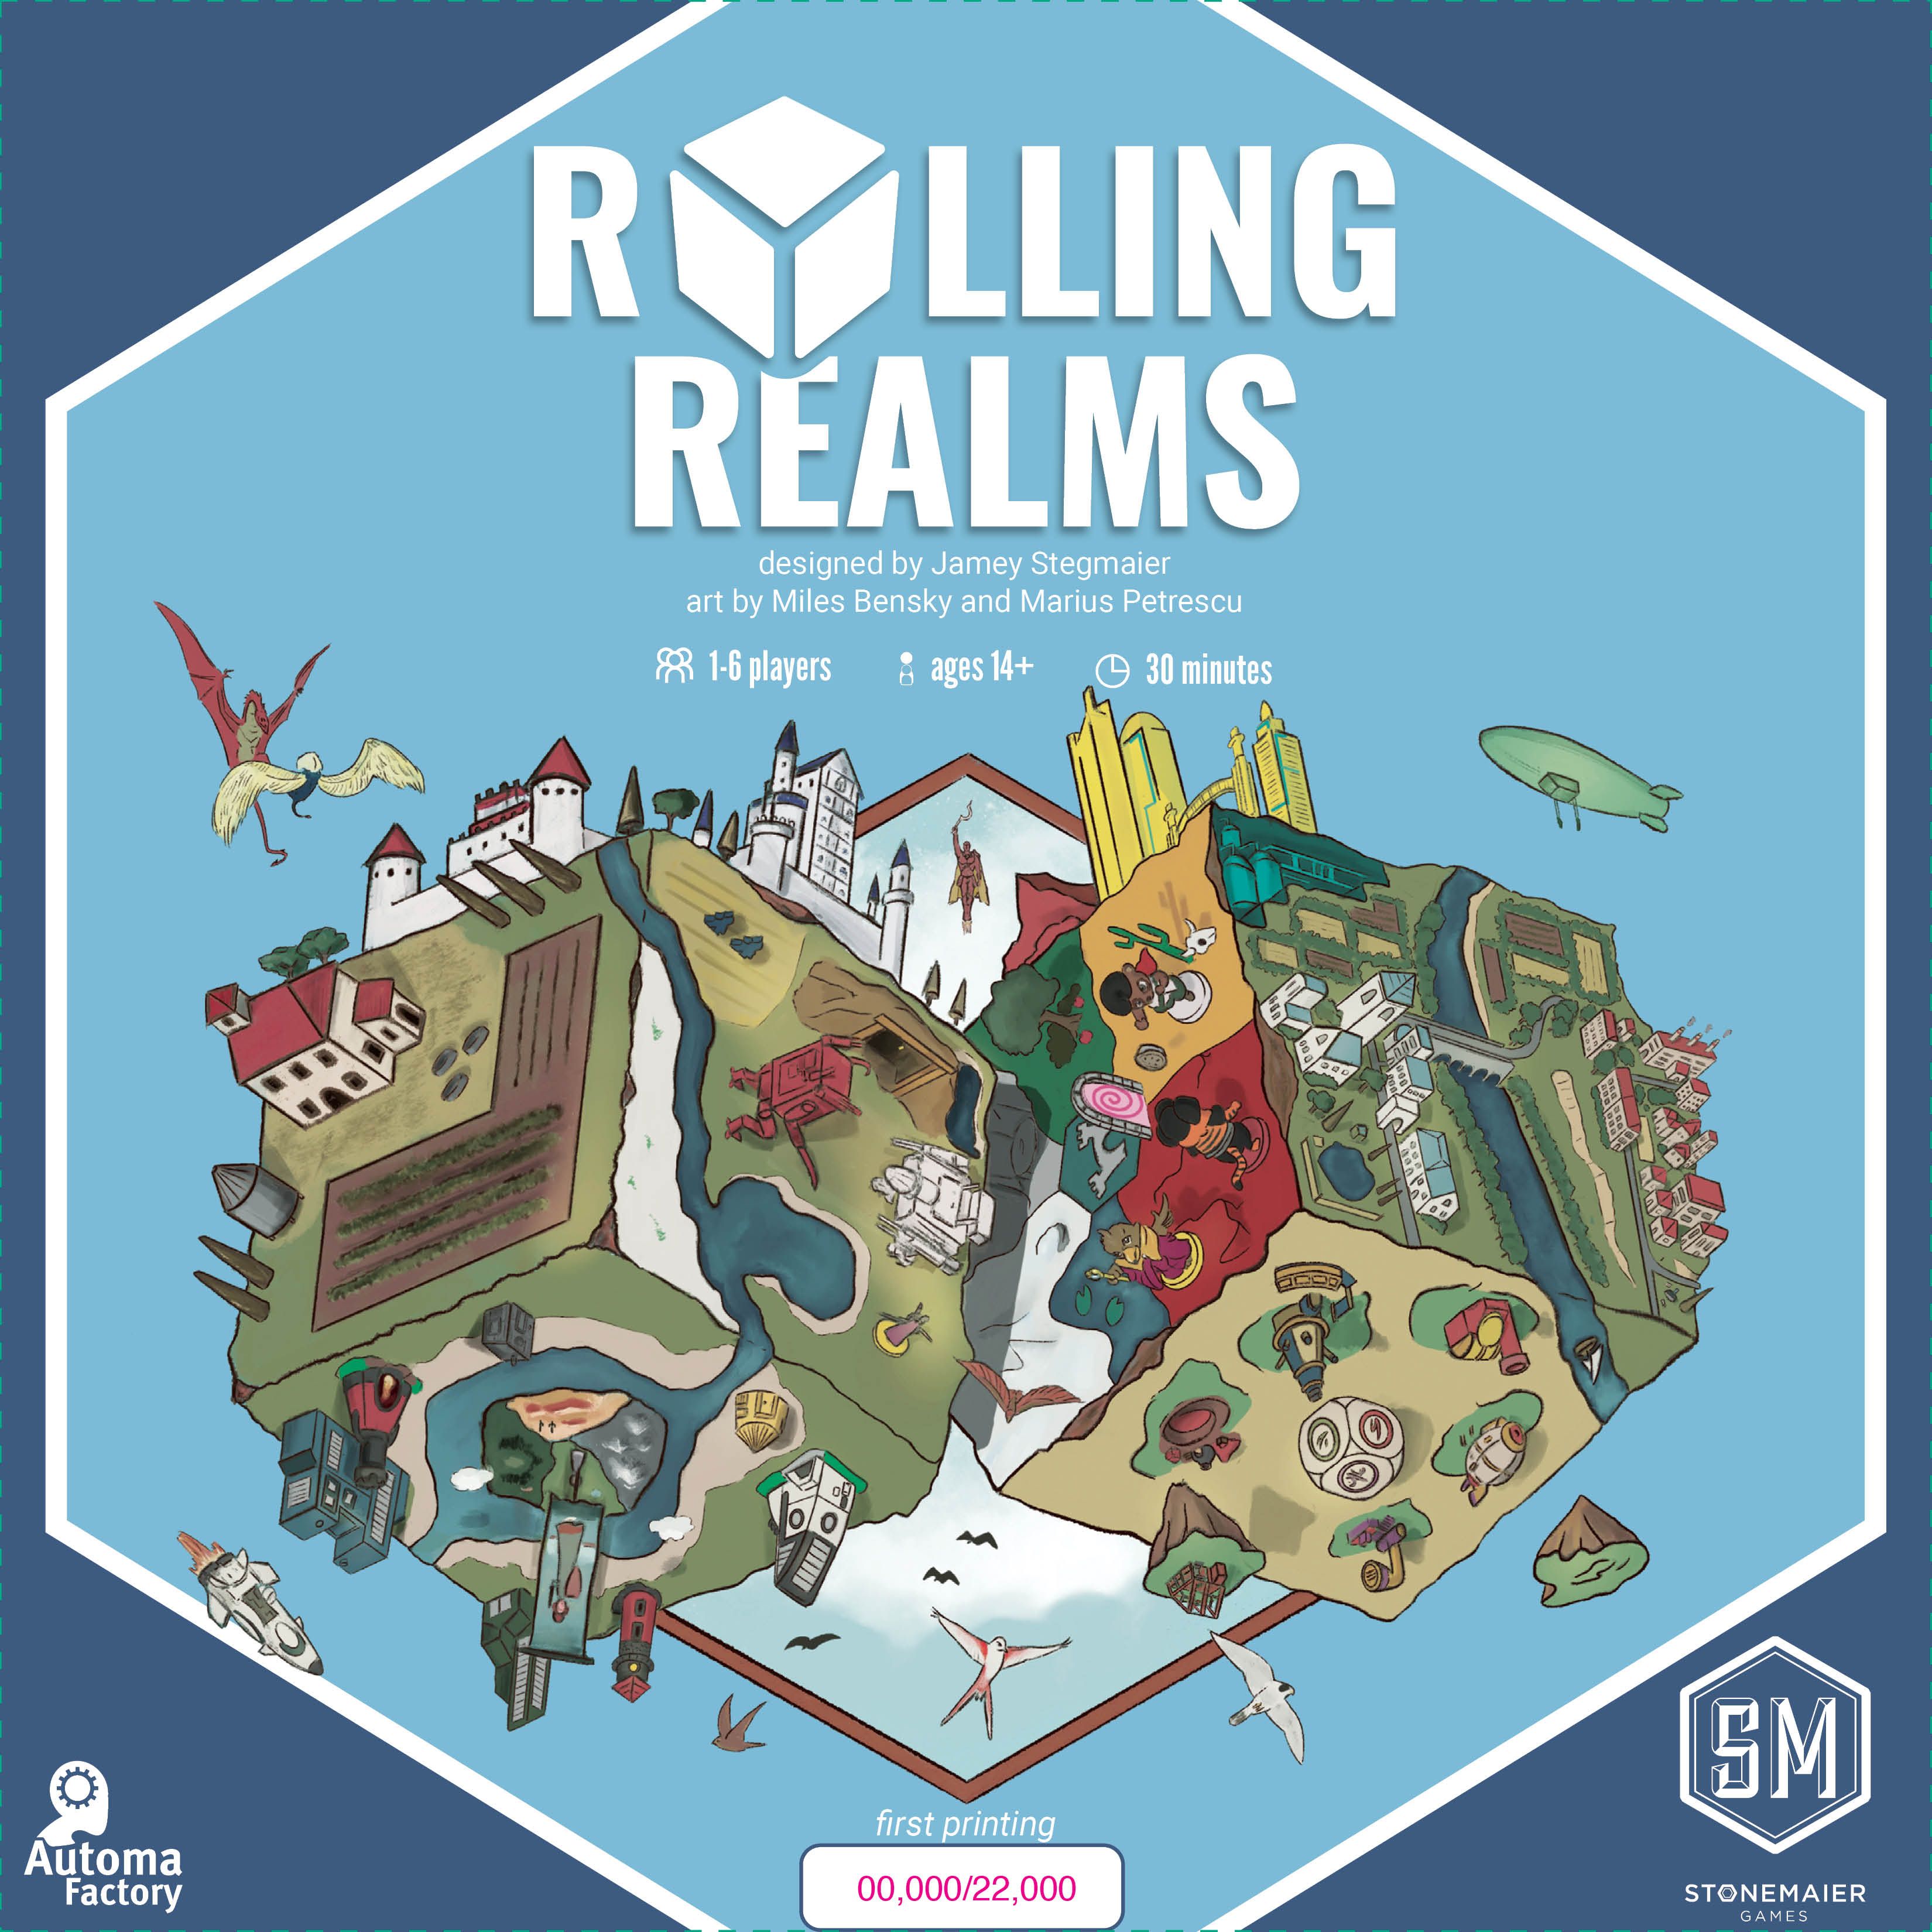 ROLLING
REALMS
designed by Jamey Stegmaier
art by Miles Bensky and Marius Petrescu
1-6 players ages 14+ 30 minutes
first printing
00,000/22,000
Automa
Factory
SM
STONEMAIER
GAMES